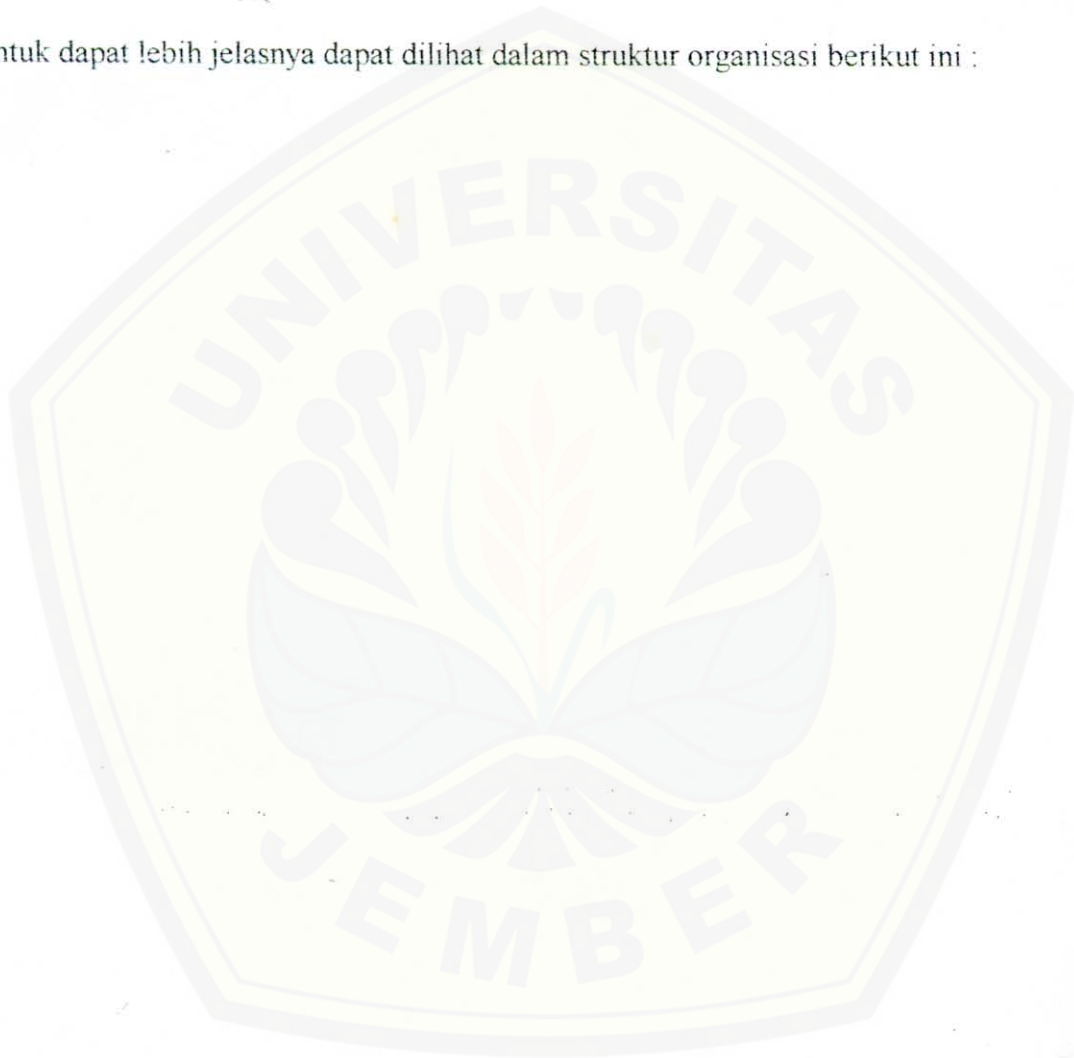 ntuk dapat lebih jelasnya dapat dilihat dalam struktur organisasi berikut ini :
UNIVERSITAS
JEMBER